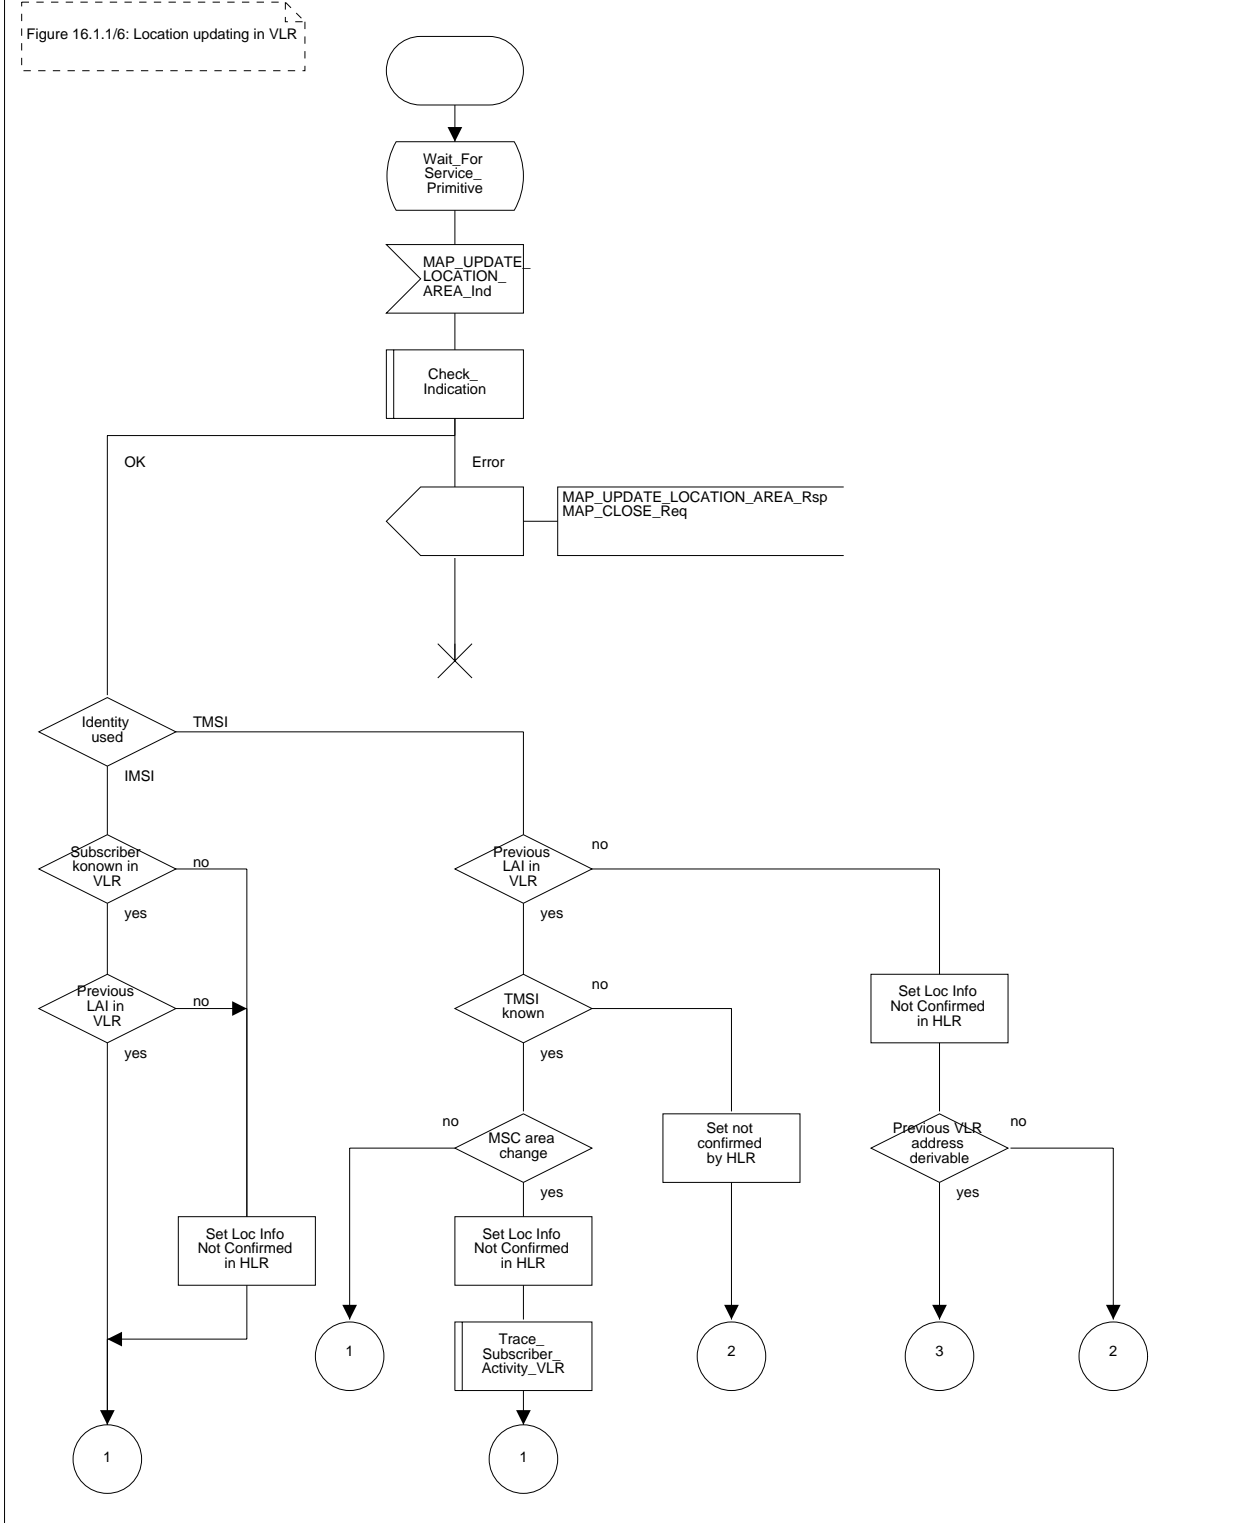 Figure 16.1.1/6: Location updating in VLR
Wait_For
Service_
Primitive
MAP_UPDATE_
LOCATION_
AREA_Ind
Check_
Indication
OK
Error
MAP_UPDATE_LOCATION_AREA_Rsp
MAP_CLOSE_Req
Identity
used
TMSI
IMSI
Subscriber
konown in
VLR
no
yes
Previous
LAI in
VLR
no
yes
Previous
LAI in
VLR
no
yes
TMSI
known
no
yes
Set Loc Info
Not Confirmed
in HLR
no
MSC area
change
yes
Set not
confirmed
by HLR
Previous VLR
address
derivable
no
yes
Set Loc Info
Not Confirmed
in HLR
Set Loc Info
Not Confirmed
in HLR
1
Trace_
Subscriber_
Activity_VLR
2
3
2
1
1